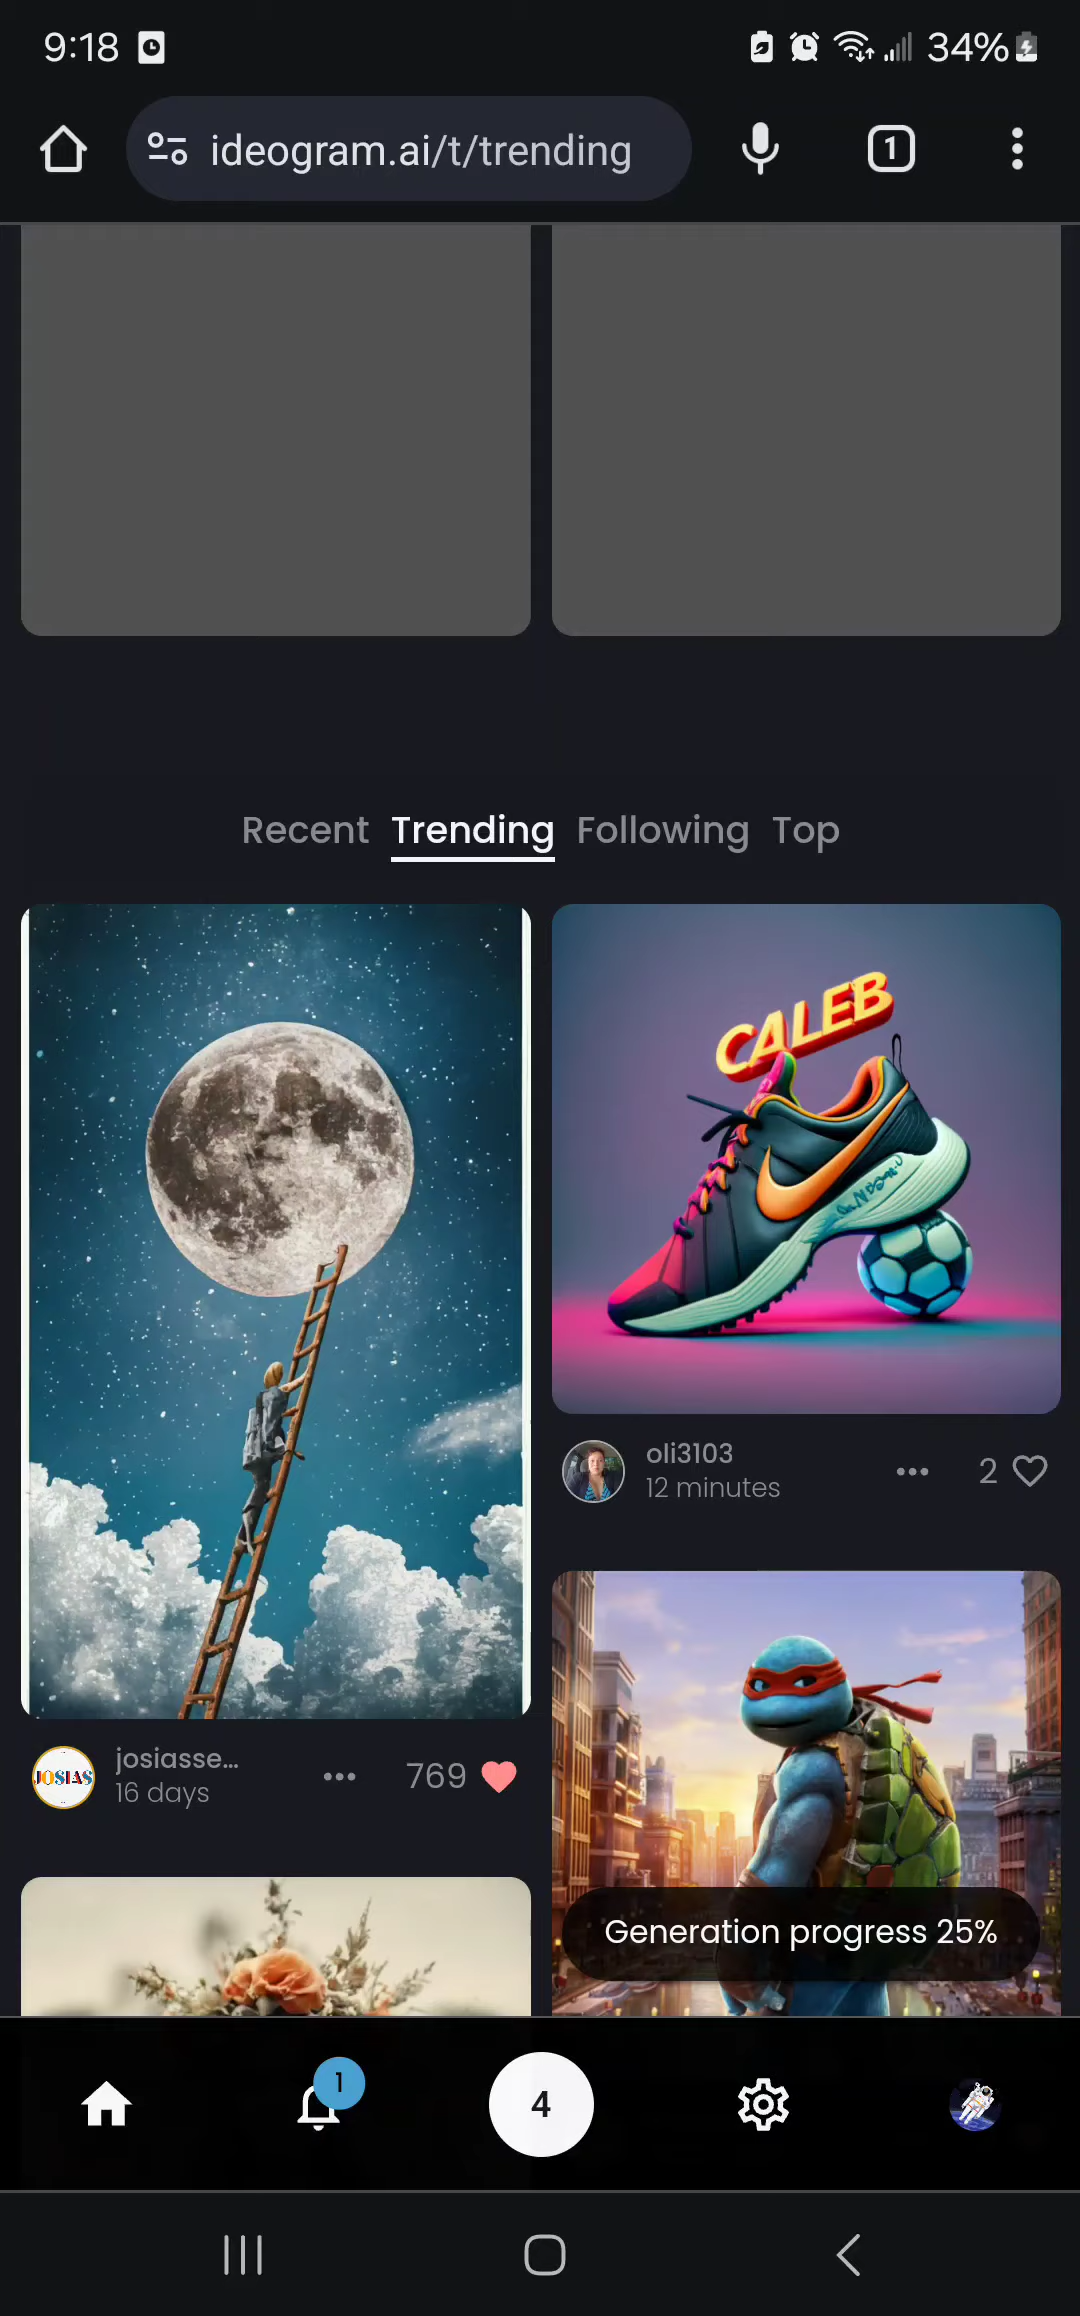 9:18
34%
ideogram.ai/t/trending
1
Recent Trending Following Top
CALEB
oli3103
12 minutes
2
JOSIAS
josiasse...
16 days
769
Generation progress 25%
1
4